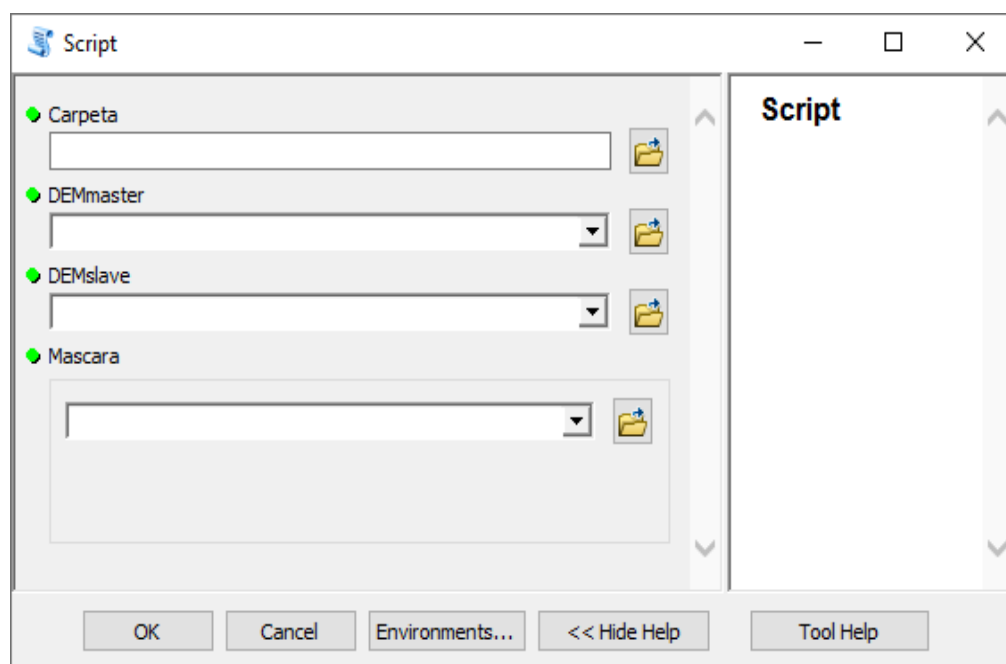 Script
Carpeta
DEMmaster
DEMslave
Mascara
Script
OK Cancel Environments... << Hide Help Tool Help